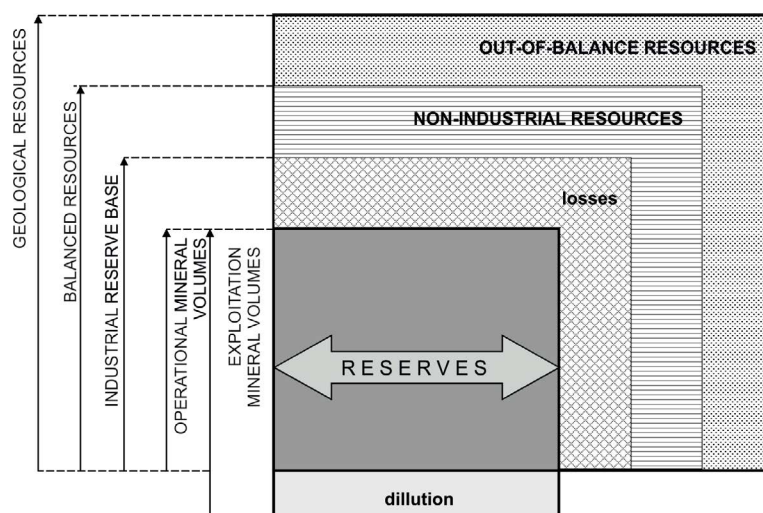 OUT-OF-BALANCE RESOURCES
NON-INDUSTRIAL RESOURCES
losses
RESERVES
dillution
GEOLOGICAL RESOURCES
BALANCED RESOURCES
INDUSTRIAL RESERVE BASE
OPERATIONAL MINERAL
VOLUMES
EXPLOITATION
MINERAL VOLUMES